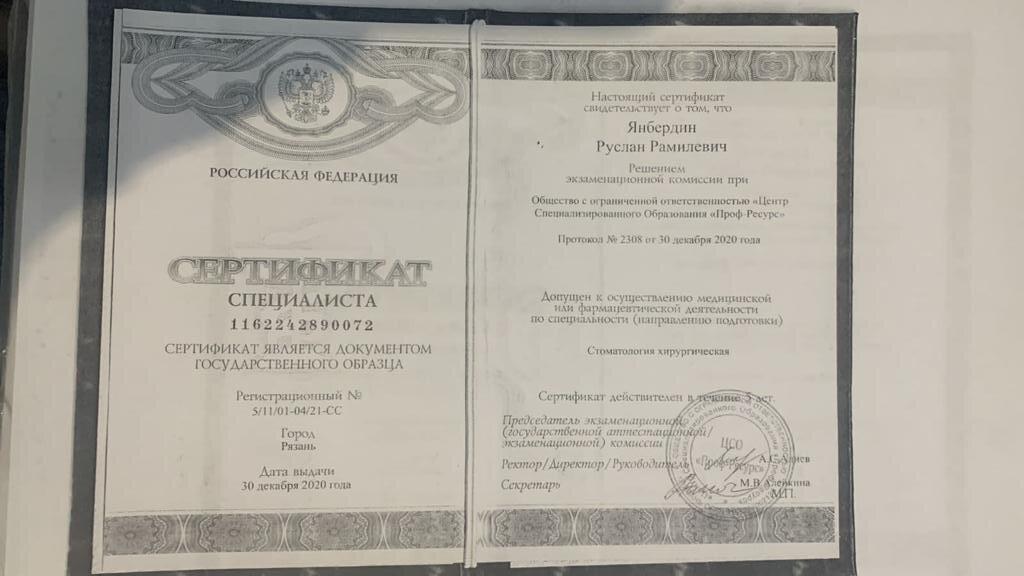 РОССИЙСКАЯ ФЕДЕРАЦИЯ
СЕРТИФИКАТ
СПЕЦИАЛИСТА
1162242890072
СЕРТИФИКАТ ЯВЛЯЕТСЯ ДОКУМЕНТОМ
ГОСУДАРСТВЕННОГО ОБРАЗЦА
Регистрационный №
5/11/01-04/21-СС
Город
Рязань
Дата выдачи
30 декабря 2020 года
Настоящий сертификат
свидетельствует о том, что
Янбердин
Руслан Рамилевич
Решением
экзаменационной комиссии при
Общество с ограниченной ответственностью «Центр
Специализированного Образования «Проф-Ресурс»
Протокол № 2308 от 30 декабря 2020 года
Допущен к осуществлению медицинской
или фармацевтической деятельности
по специальности (направлению подготовки)
Стоматология хирургическая
Сертификат действителен в течение 5 лет.
Председатель экзаменационной
(государственной аттестационной/
экзаменационной) комиссии
Ректор/Директор/Руководитель
Секретарь
М.В.
М.П.
ЦСО
«Проф-Ресурс»